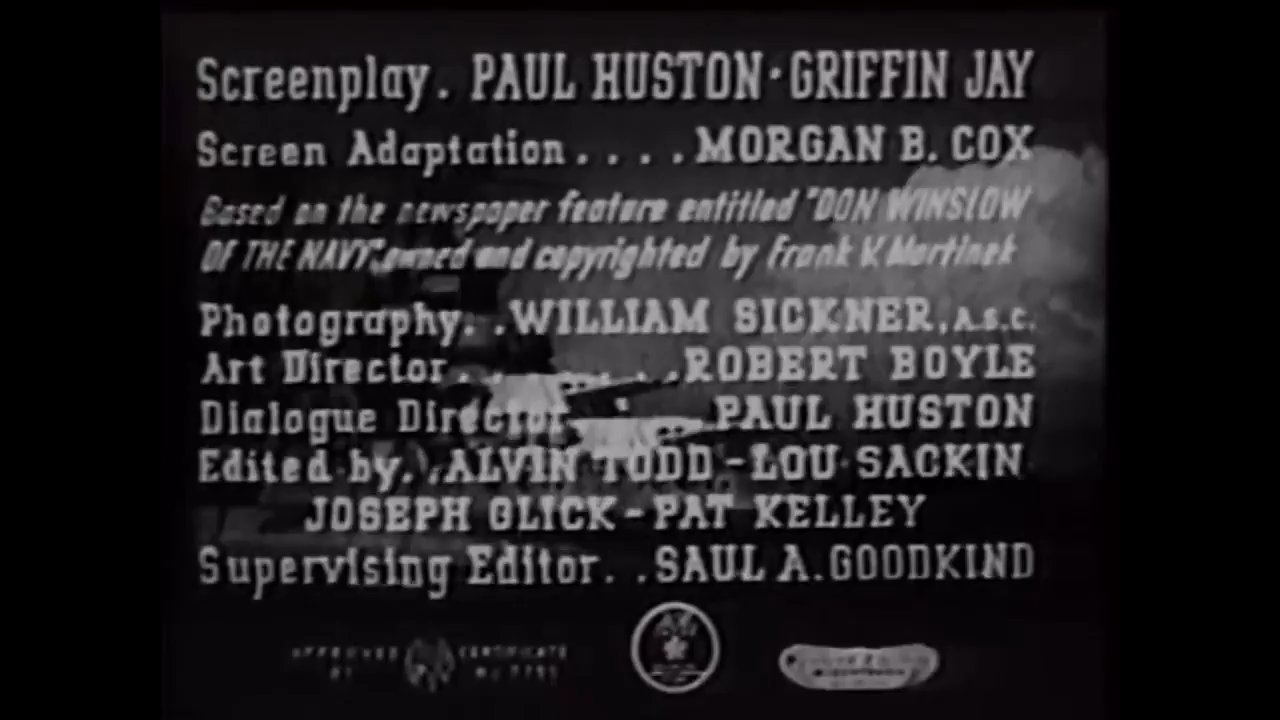 Screenplay. PAUL HUSTON · GRIFFIN JAY
Screen Adaptation.... MORGAN B. COX
Based on the newspaper feature entitled "DON WINSLOW
OF THE NAVY", owned and copyrighted by Frank V. Martinek
Photography. . WILLIAM SICKNER, A.S.C.
Art Director. . . . . . . ROBERT BOYLE
Dialogue Director PAUL HUSTON
Edited by. . ALVIN TODD - LOU SACKIN
JOSEPH GLICK - PAT KELLEY
Supervising Editor. . SAUL A. GOODKIND
APPROVED CERTIFICATE